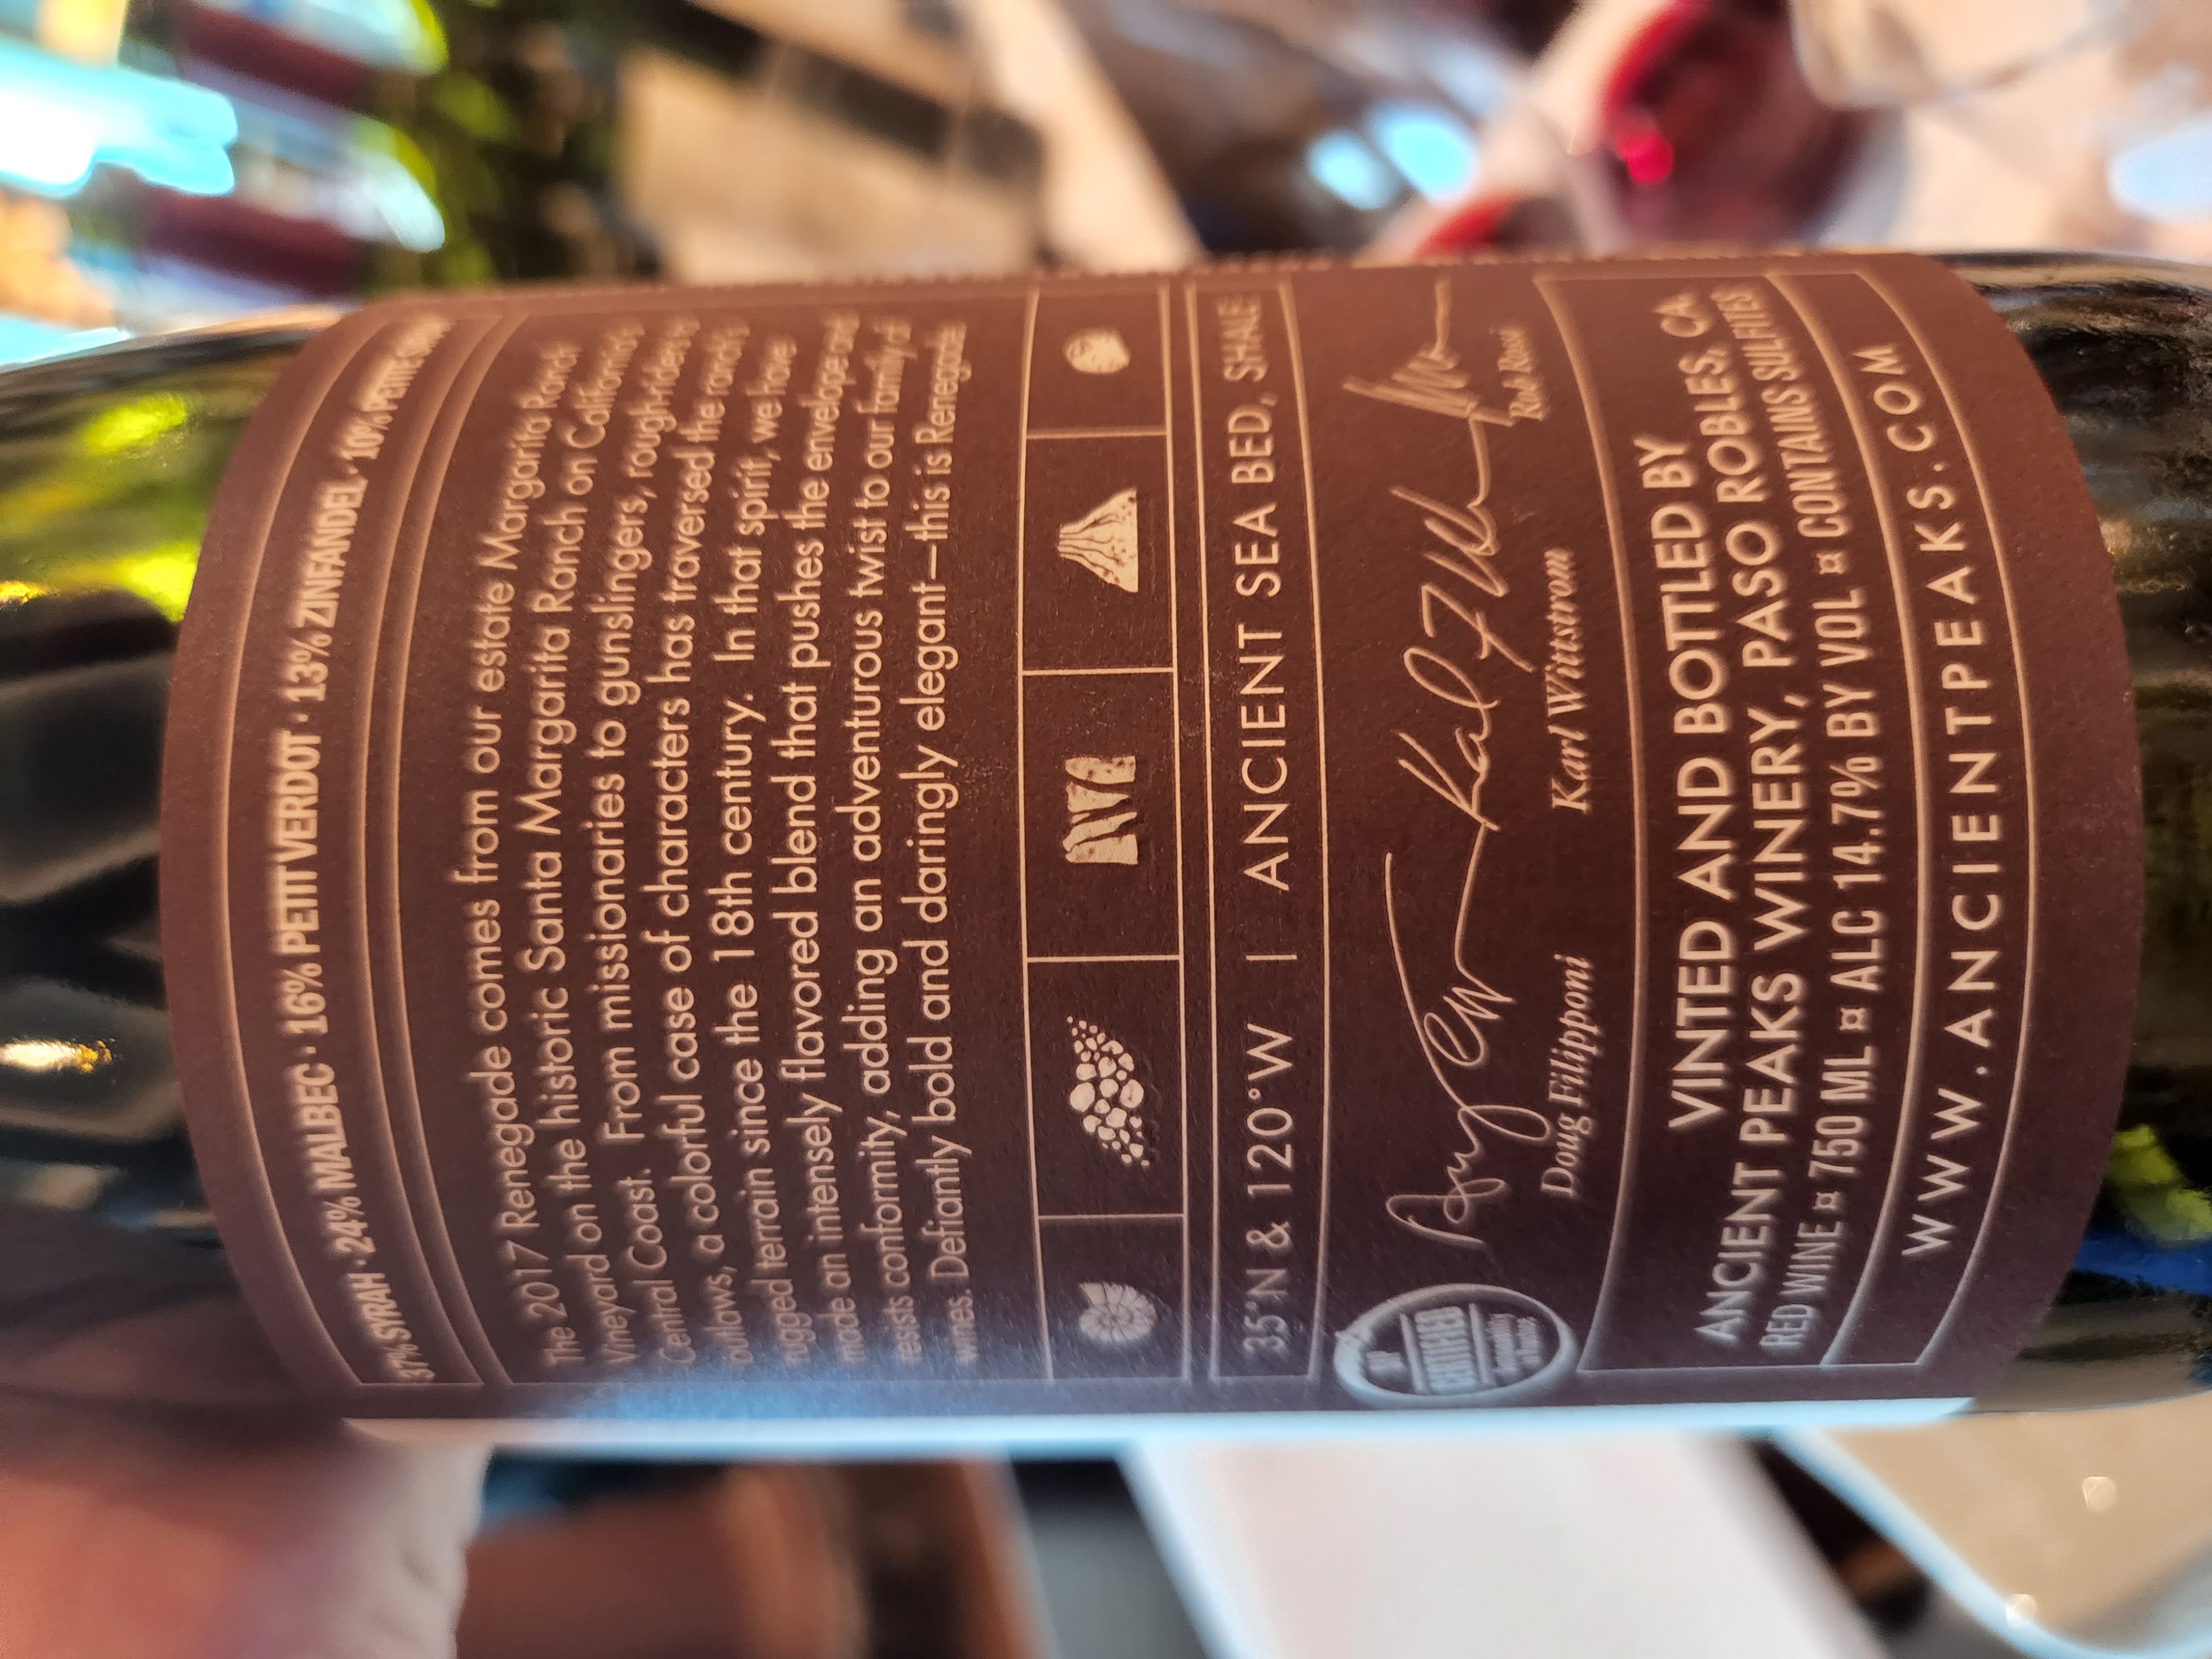 37% SYRAH · 24% MALBEC · 16% PETIT VERDOT · 13% ZINFANDEL · 10% PETITE SIRAH
The 2017 Renegade comes from our estate Margarita Ranch
Vineyard on the historic Santa Margarita Ranch on California's
Central Coast. From missionaries to gunslingers, rough-riders to
outlaws, a colorful case of characters has traversed the ranch's
rugged terrain since the 18th century. In that spirit, we have
made an intensely flavored blend that pushes the envelope and
resists conformity, adding an adventurous twist to our family of
wines. Defiantly bold and daringly elegant—this is Renegade.
35°N & 120°W | ANCIENT SEA BED, SHALE
Doug Filipponi Karl Wittstrom Rob Rossi
CERTIFIED
VINTED AND BOTTLED BY
ANCIENT PEAKS WINERY, PASO ROBLES, CA
RED WINE ¤ 750 ML ¤ ALC 14.7% BY VOL ¤ CONTAINS SULFITES
WWW.ANCIENTPEAKS.COM